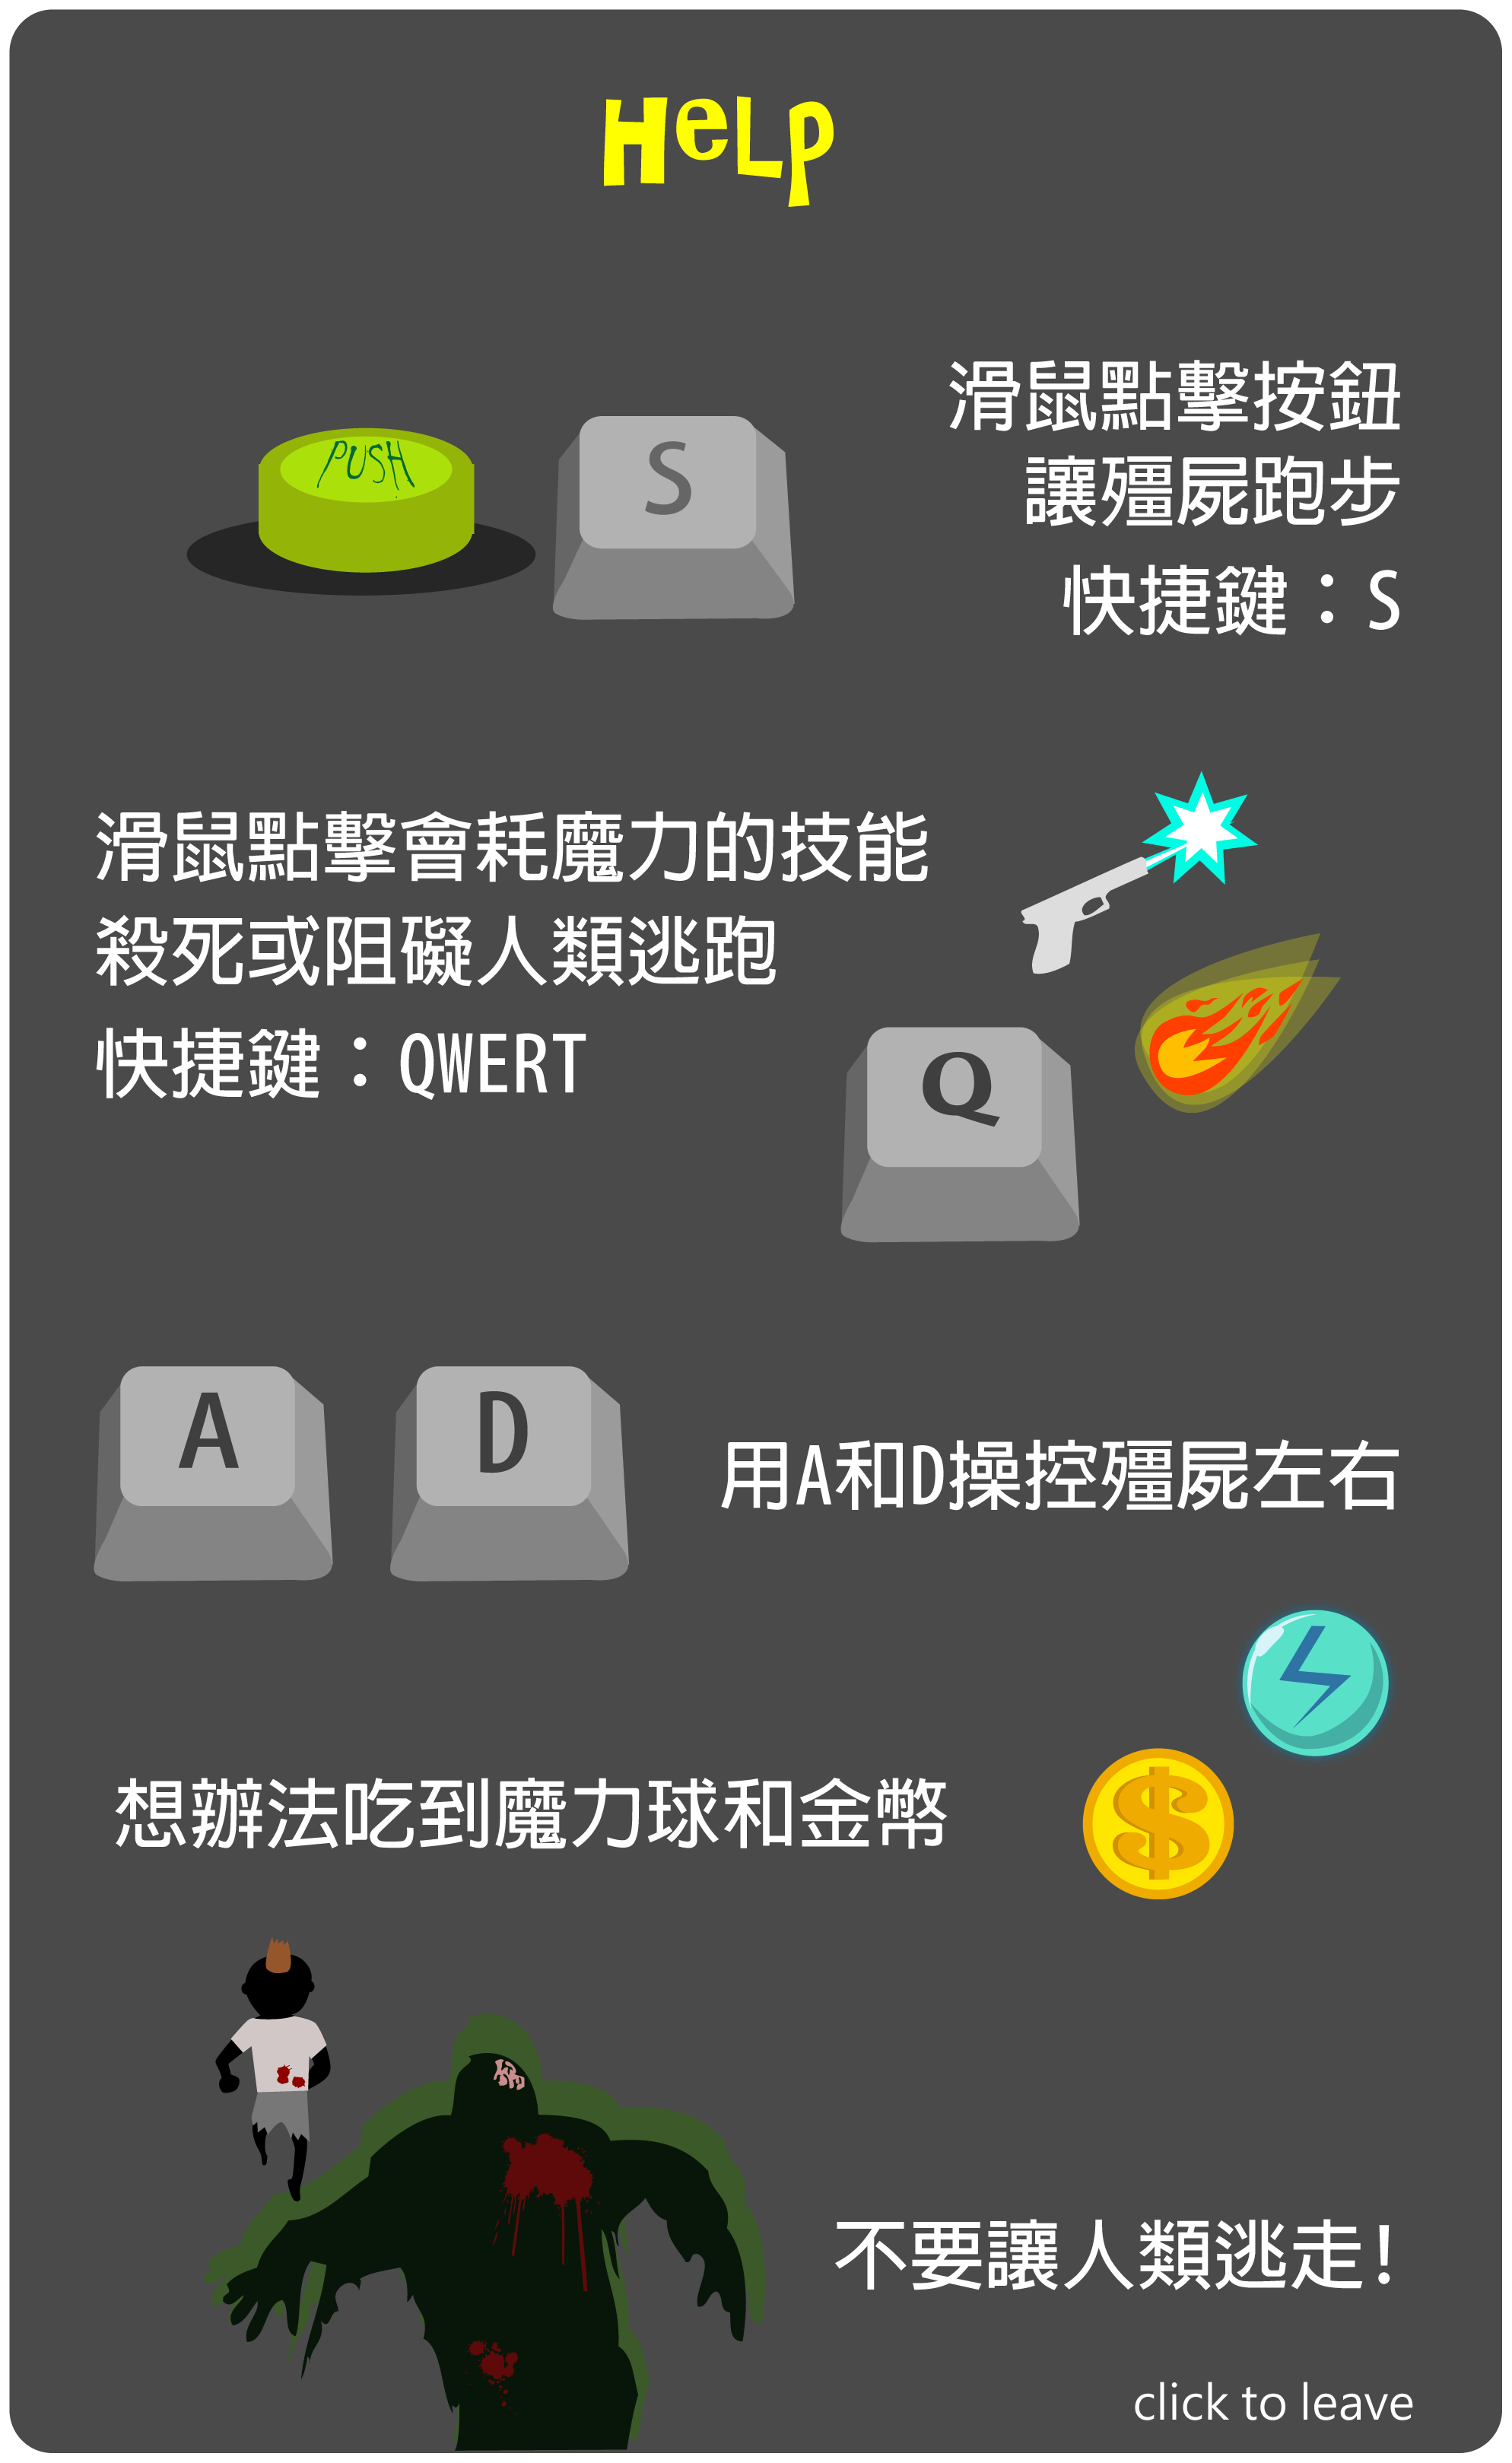 Help
PUSH
S
滑鼠點擊按鈕
讓殭屍跑步
快捷鍵：S
滑鼠點擊會耗魔力的技能
殺死或阻礙人類逃跑
快捷鍵：QWERT
Q
A
D
用A和D操控殭屍左右
想辦法吃到魔力球和金幣
$
不要讓人類逃走！
click to leave